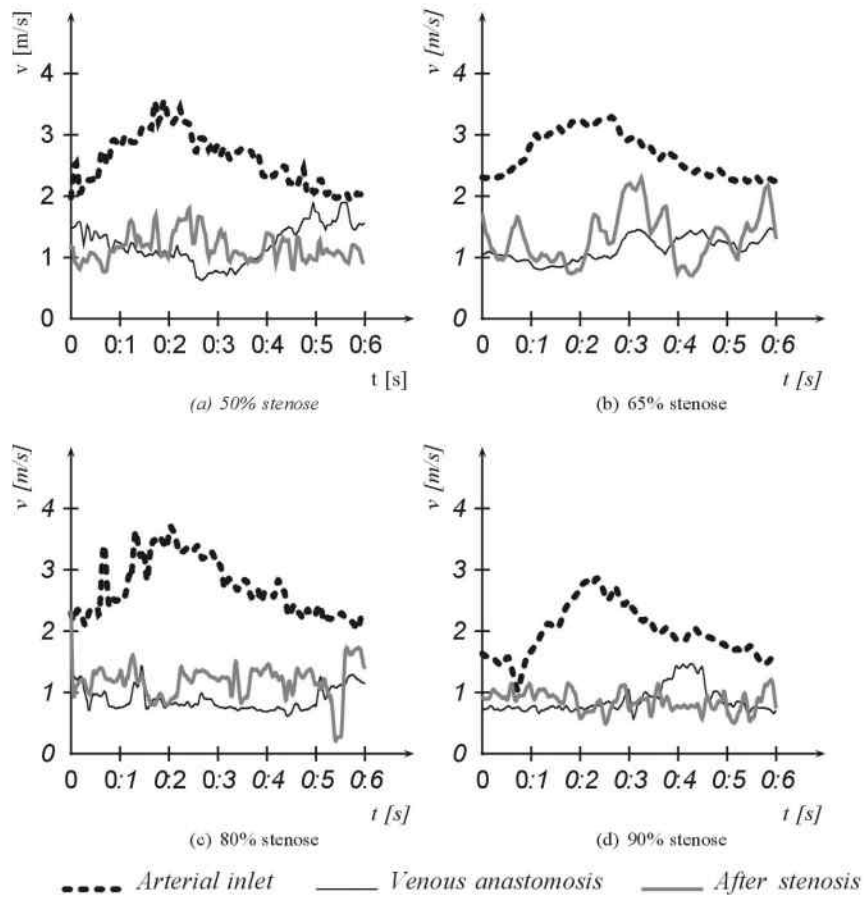 v [m/s]
4
3
2
1
0
0 0:1 0:2 0:3 0:4 0:5 0:6
t [s]
(a) 50% stenose
v [m/s]
4
3
2
1
0
0 0:1 0:2 0:3 0:4 0:5 0:6
t [s]
(b) 65% stenose
v [m/s]
4
3
2
1
0
0 0:1 0:2 0:3 0:4 0:5 0:6
t [s]
(c) 80% stenose
v [m/s]
4
3
2
1
0
0 0:1 0:2 0:3 0:4 0:5 0:6
t [s]
(d) 90% stenose
Arterial inlet Venous anastomosis After stenosis